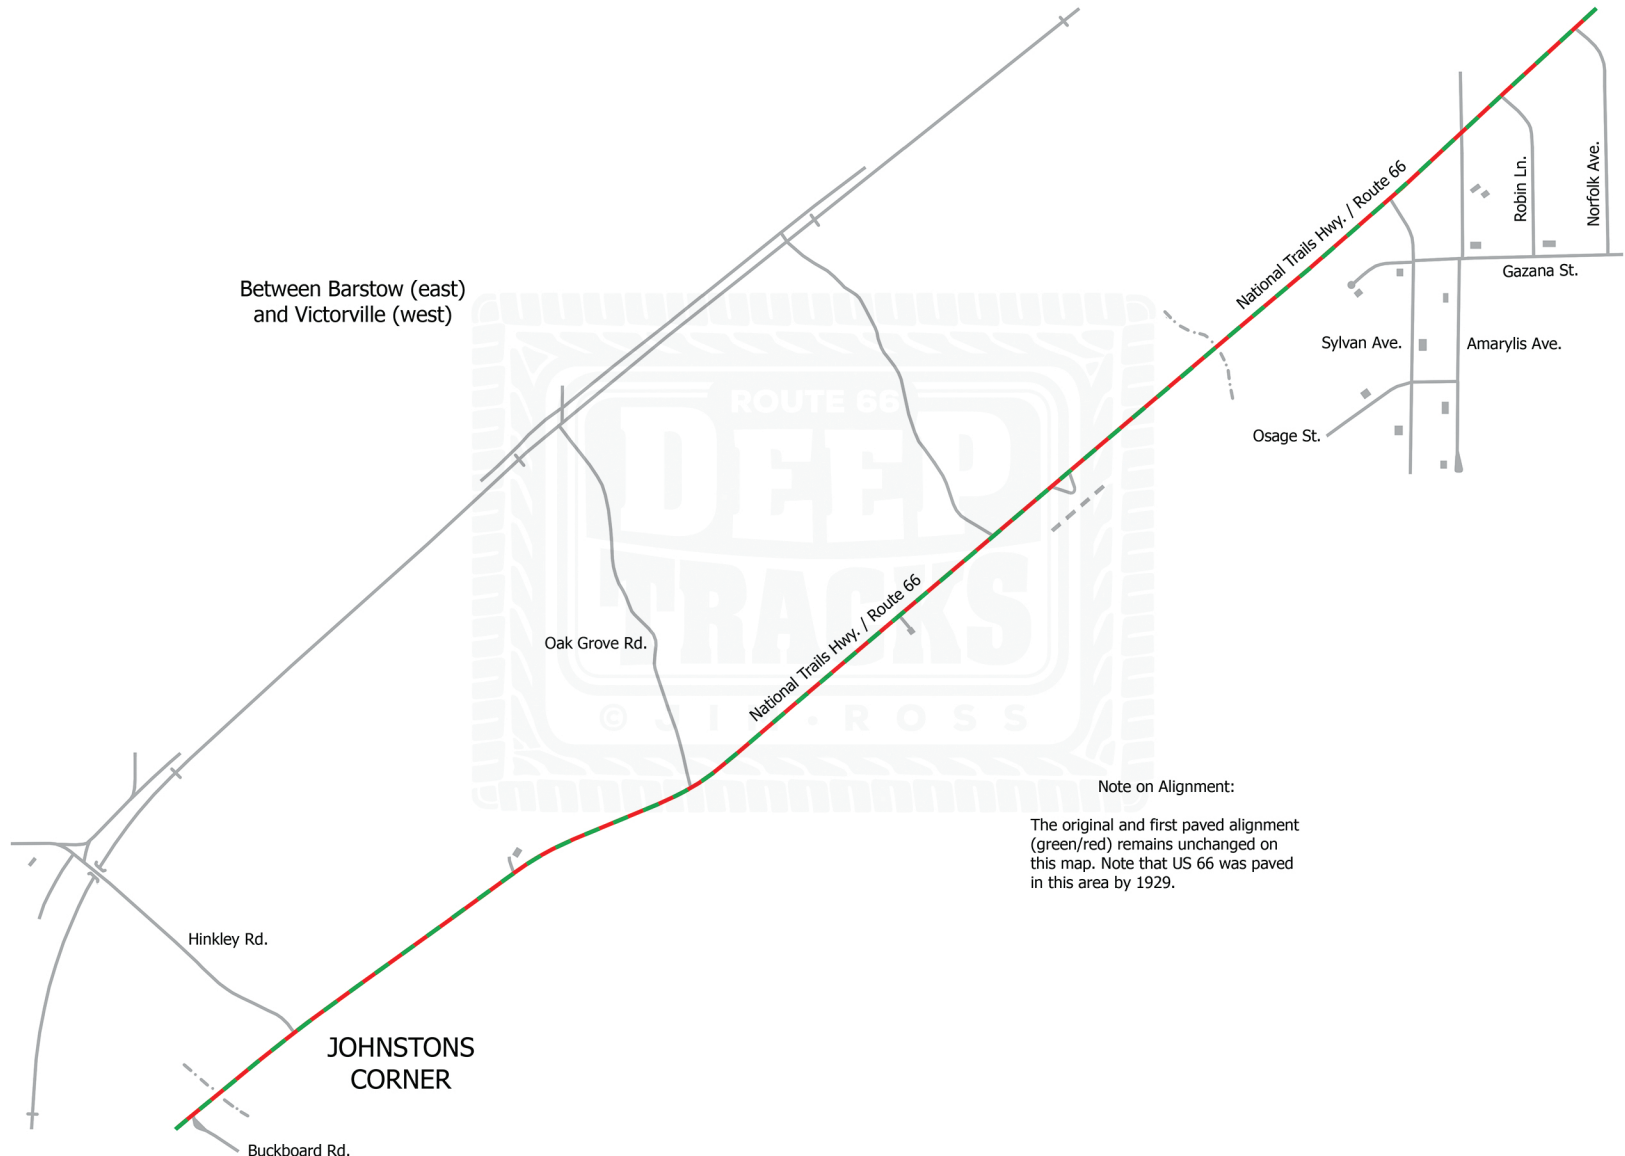 Between Barstow (east)
and Victorville (west)
National Trails Hwy. / Route 66
Robin Ln.
Norfolk Ave.
Gazana St.
Sylvan Ave.
Amarylis Ave.
Osage St.
ROUTE 66
DEEP
TRACKS
© JIM • ROSS
National Trails Hwy. / Route 66
Oak Grove Rd.
Note on Alignment:
The original and first paved alignment
(green/red) remains unchanged on
this map. Note that US 66 was paved
in this area by 1929.
Hinkley Rd.
JOHNSTONS
CORNER
Buckboard Rd.